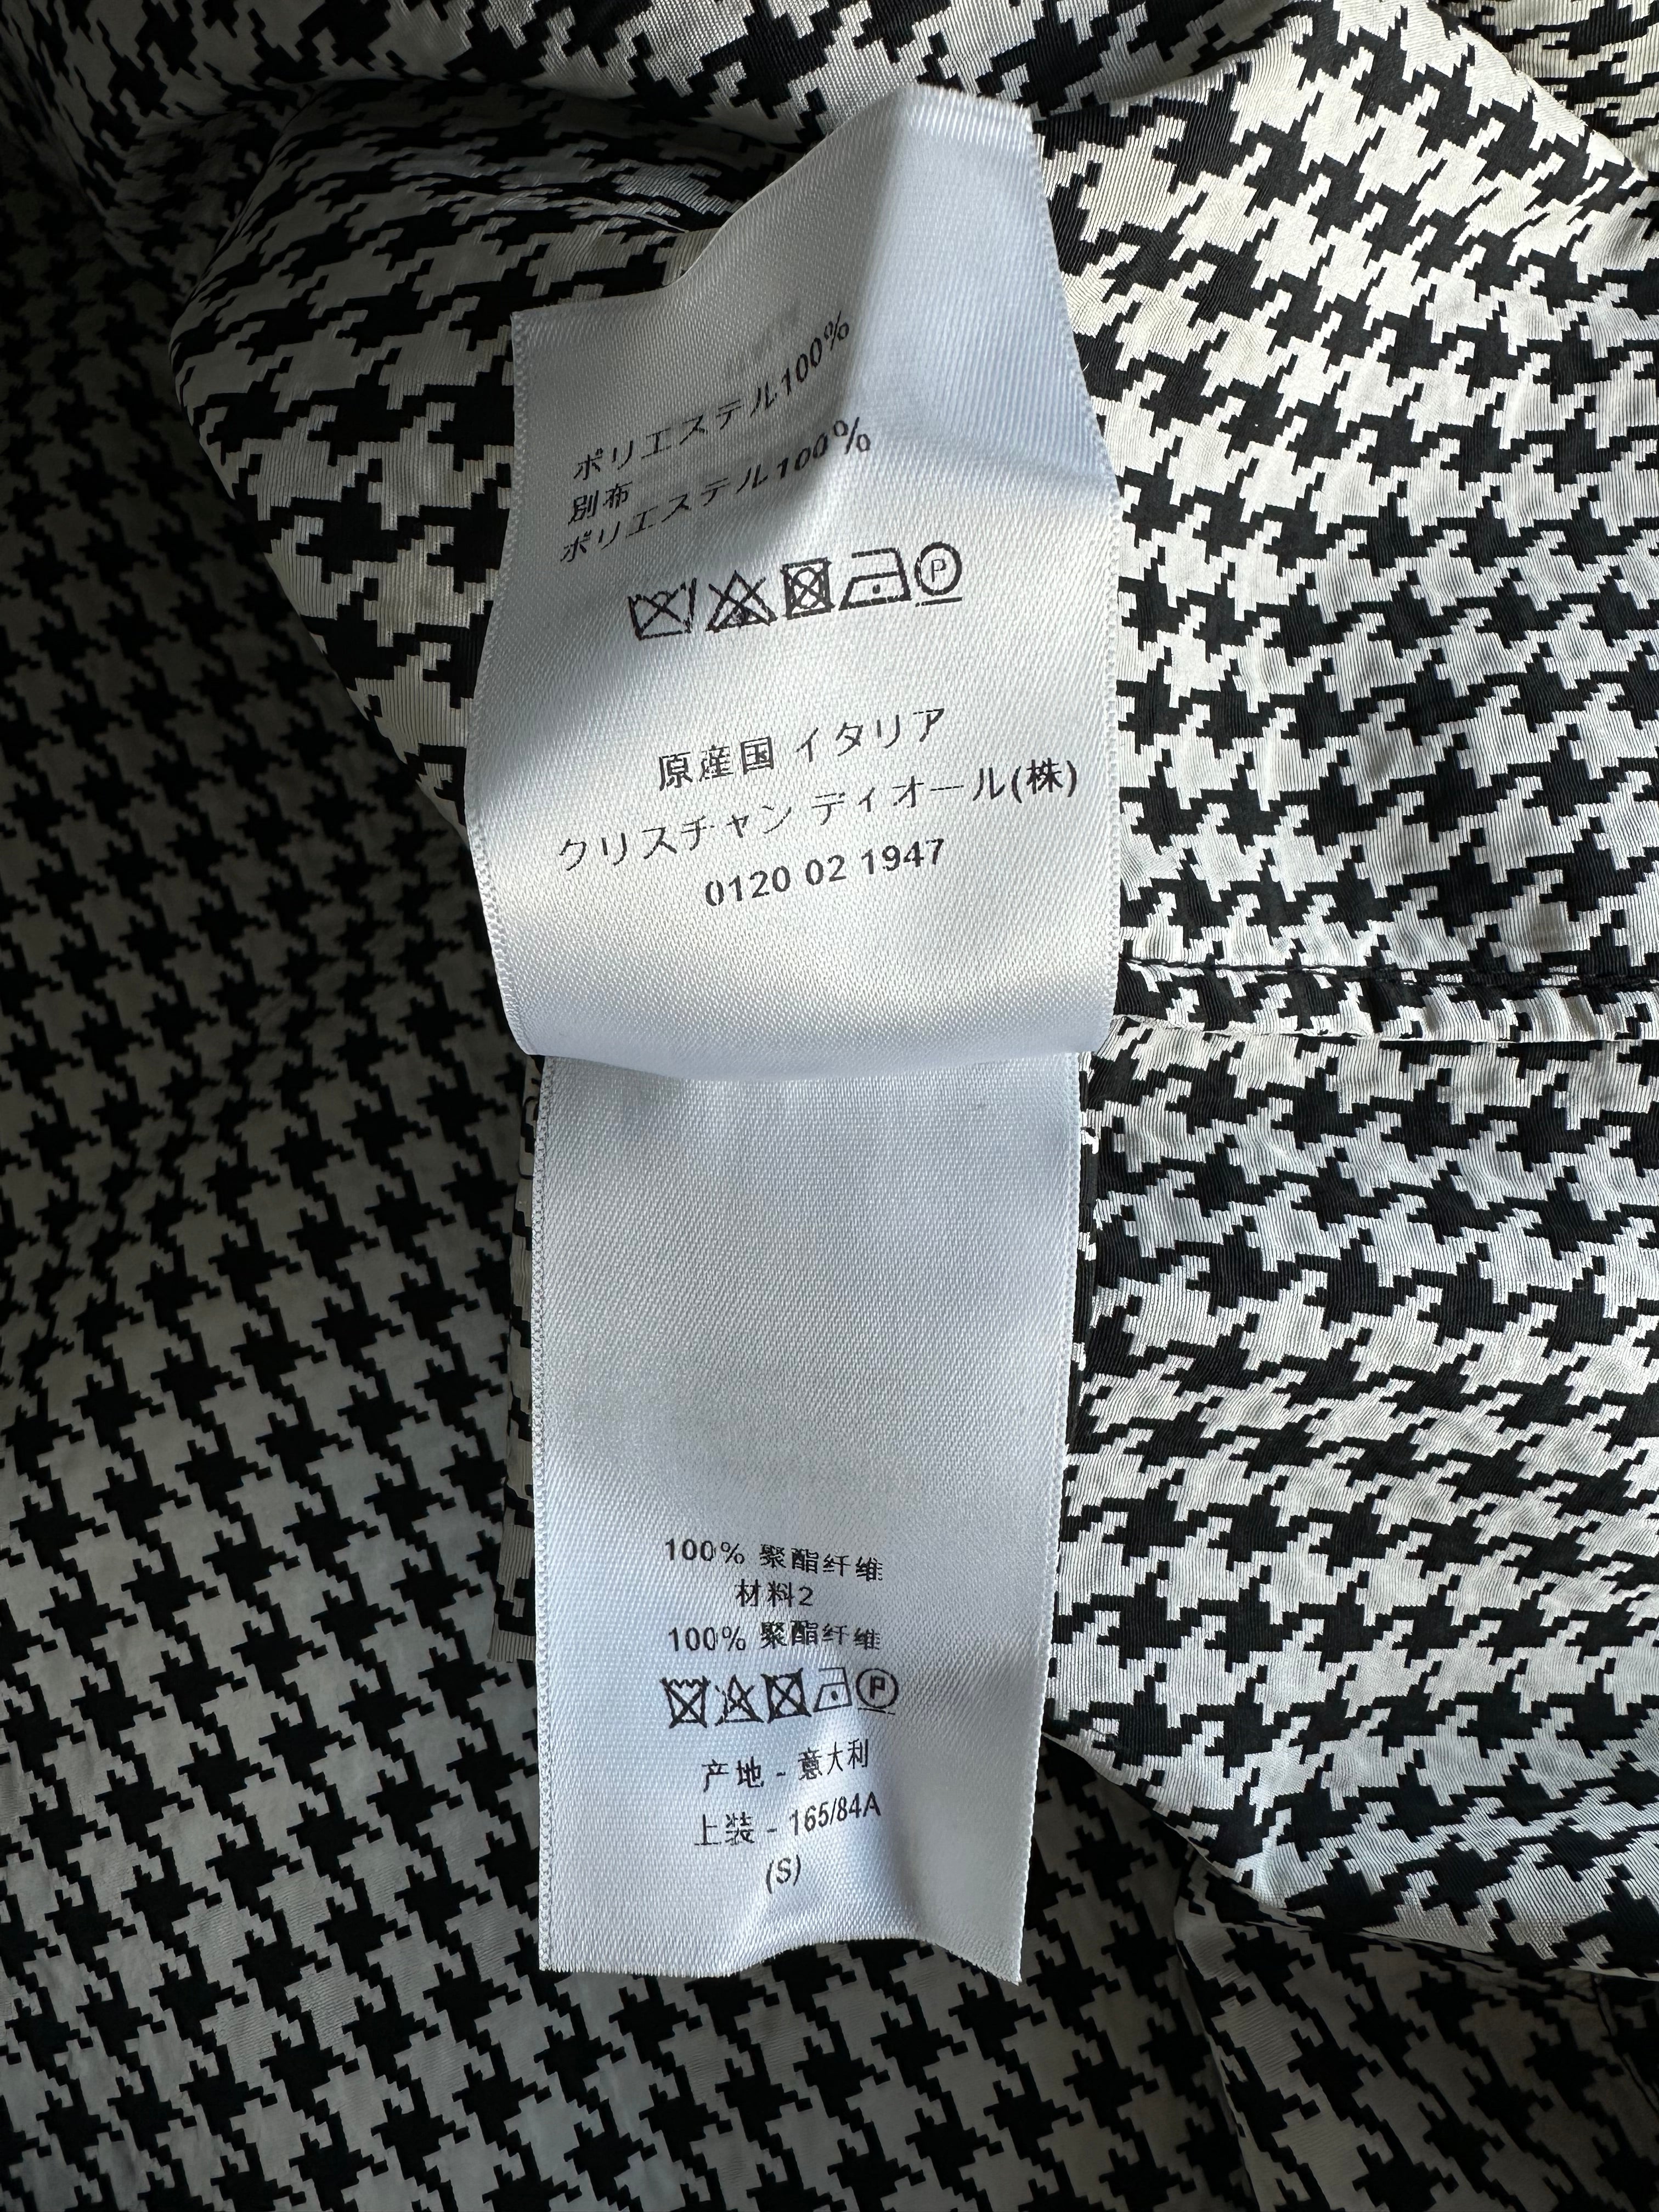 ポリエステル100%
別布
ポリエステル100%
P
原産国 イタリア
クリスチャン ディオール(株)
0120 02 1947
100% 聚酯纤维
材料2
100% 聚酯纤维
P
产地 - 意大利
上装 - 165/84A
(S)